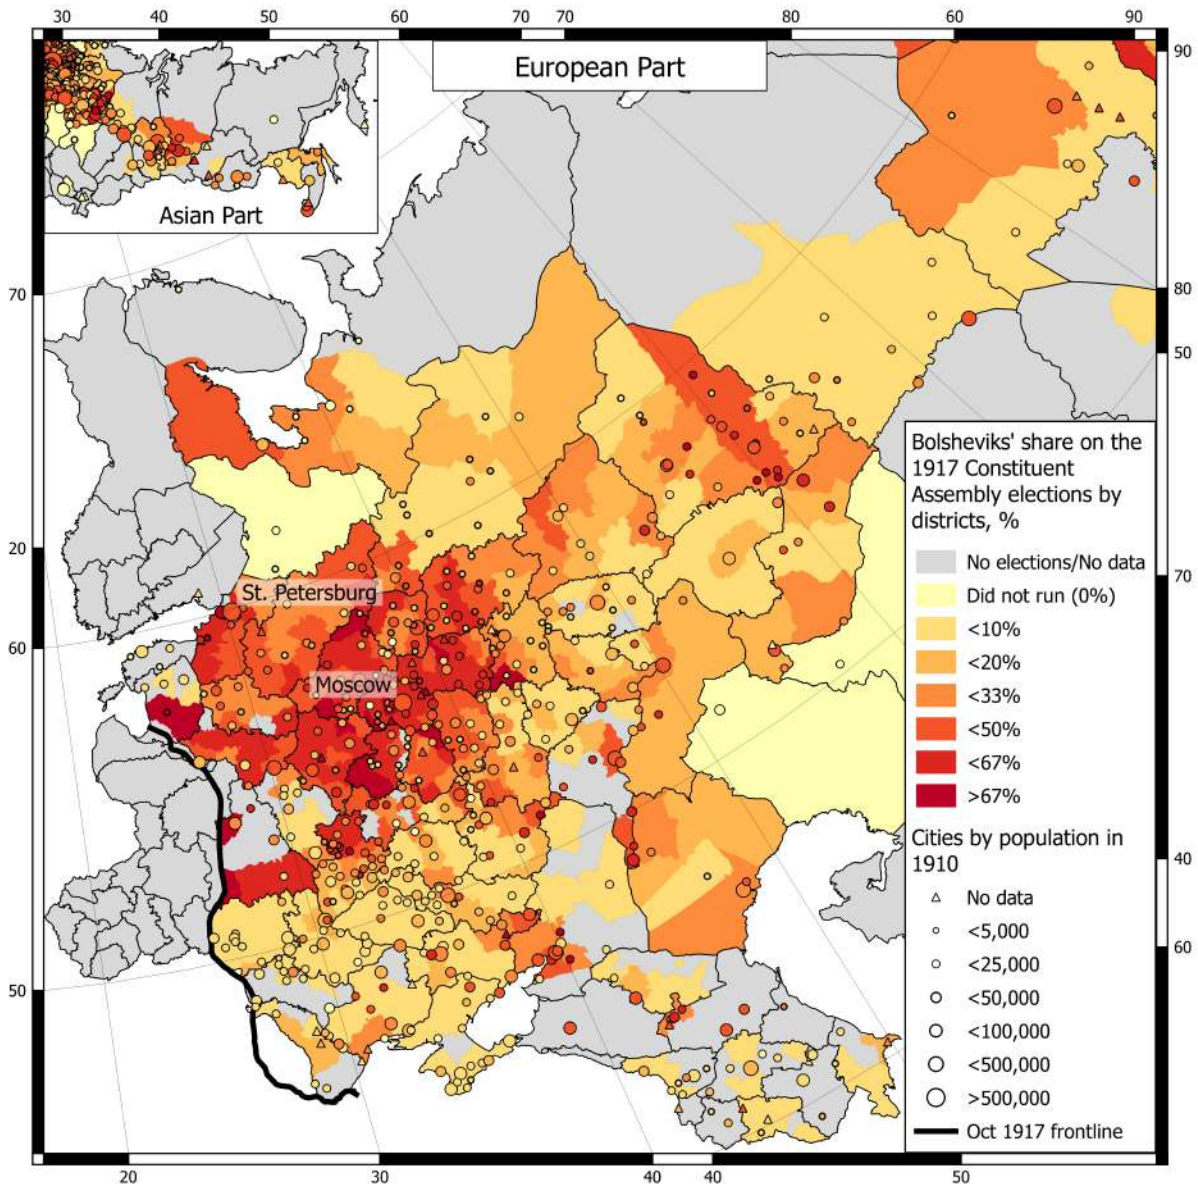 30 40 50 60 70 70 80 60 90
European Part
90
Asian Part
70
80
50
Bolsheviks' share on the
1917 Constituent
Assembly elections by
districts, %
No elections/No data
Did not run (0%)
<10%
<20%
<33%
<50%
<67%
>67%
20
St. Petersburg
70
60
Moscow
Cities by population in
1910
No data
<5,000
<25,000
<50,000
<100,000
<500,000
>500,000
Oct 1917 frontline
40
60
50
20 30 40 40 50